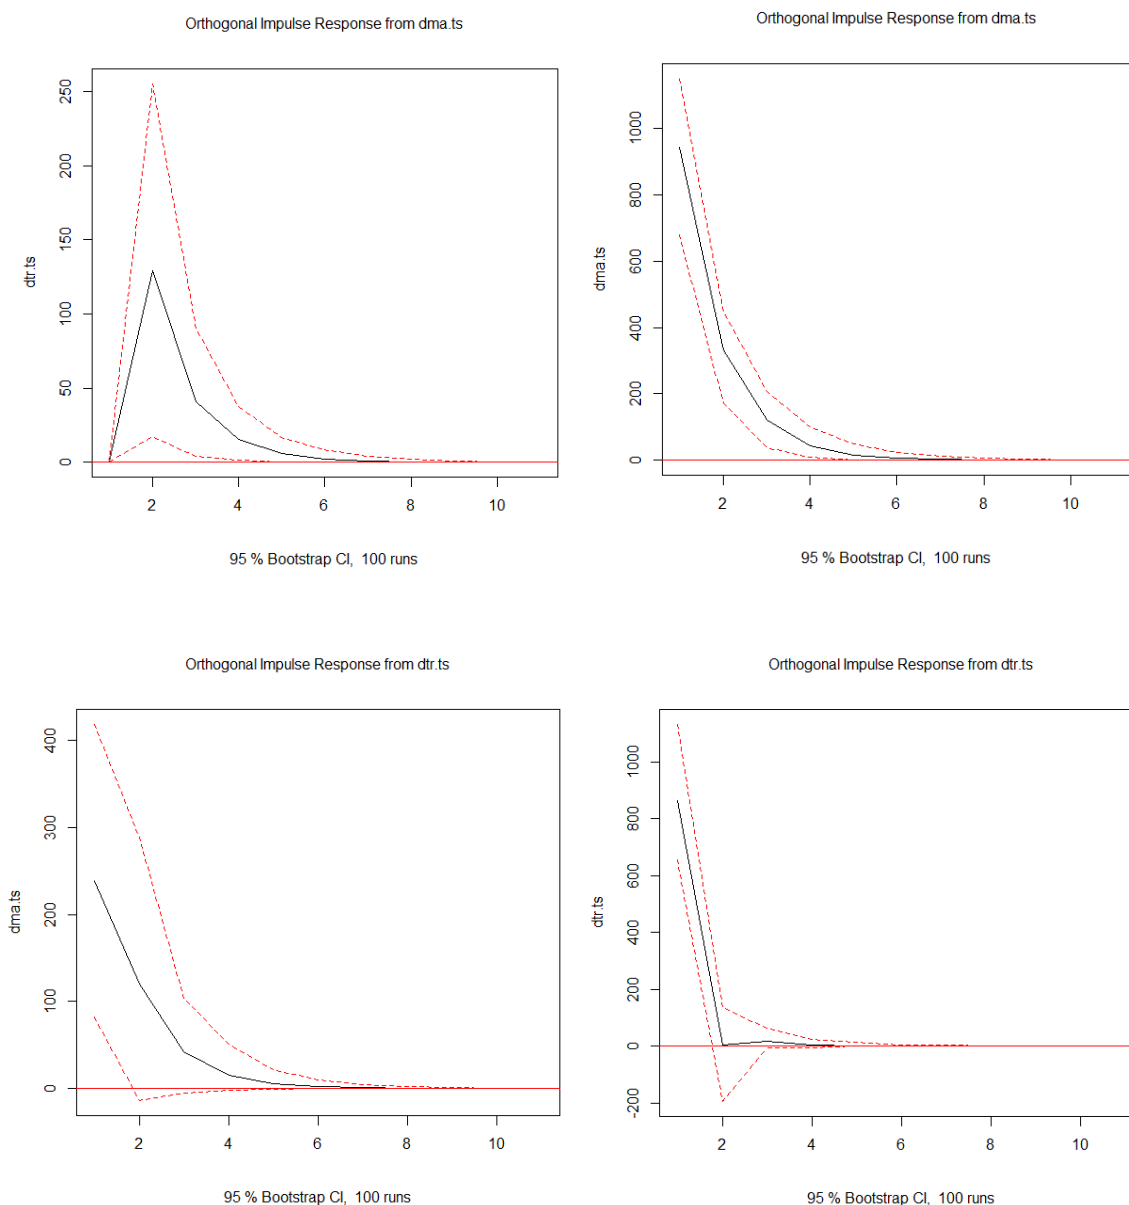 Orthogonal Impulse Response from dma.ts
dtr.ts
250
200
150
100
50
0
2 4 6 8 10
95 % Bootstrap CI,  100 runs
Orthogonal Impulse Response from dma.ts
dma.ts
1000
800
600
400
200
0
2 4 6 8 10
95 % Bootstrap CI,  100 runs
Orthogonal Impulse Response from dtr.ts
dma.ts
400
300
200
100
0
2 4 6 8 10
95 % Bootstrap CI,  100 runs
Orthogonal Impulse Response from dtr.ts
dtr.ts
1000
800
600
400
200
0
-200
2 4 6 8 10
95 % Bootstrap CI,  100 runs